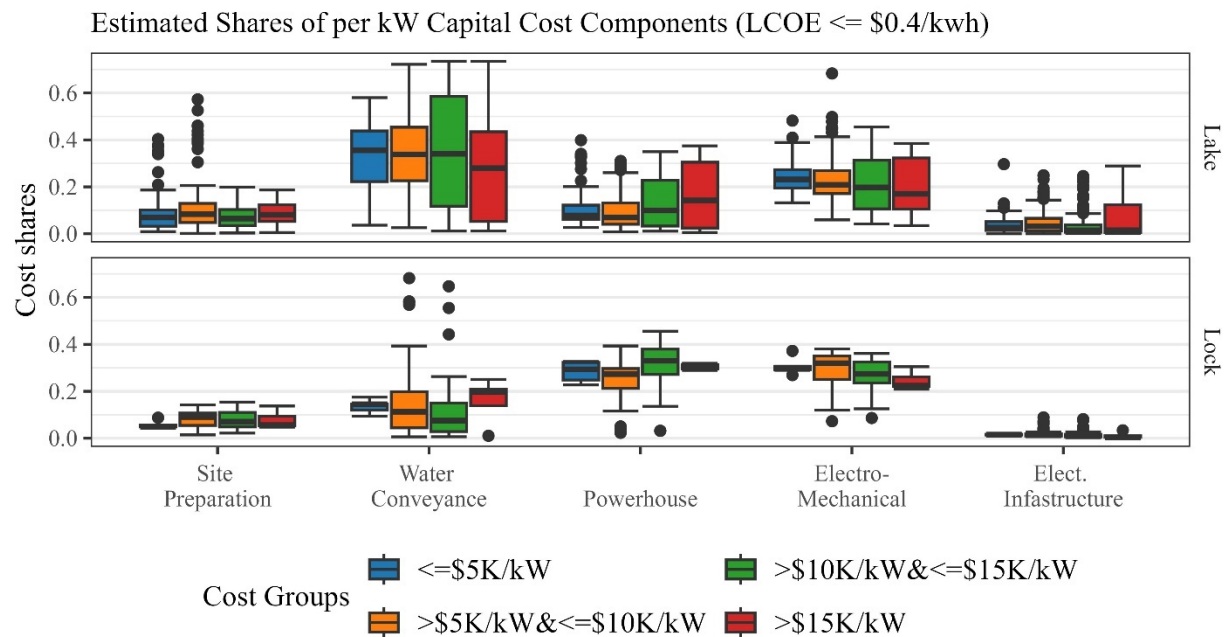 Estimated Shares of per kW Capital Cost Components (LCOE <= $0.4/kwh)
Cost shares
0.6
0.4
0.2
0.0
Lake
0.6
0.4
0.2
0.0
Lock
Site
Preparation
Water
Conveyance
Powerhouse
Electro-
Mechanical
Elect.
Infastructure
Cost Groups
<=$5K/kW
>$10K/kW&<=$15K/kW
>$5K/kW&<=$10K/kW
>$15K/kW